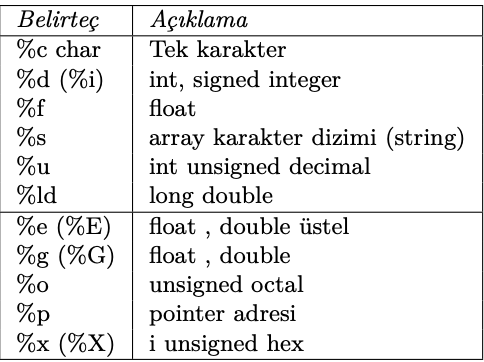 Belirteç Açıklama
%c char Tek karakter
%d (%i) int, signed integer
%f float
%s array karakter dizimi (string)
%u int unsigned decimal
%ld long double
%e (%E) float , double üstel
%g (%G) float , double
%o unsigned octal
%p pointer adresi
%x (%X) i unsigned hex